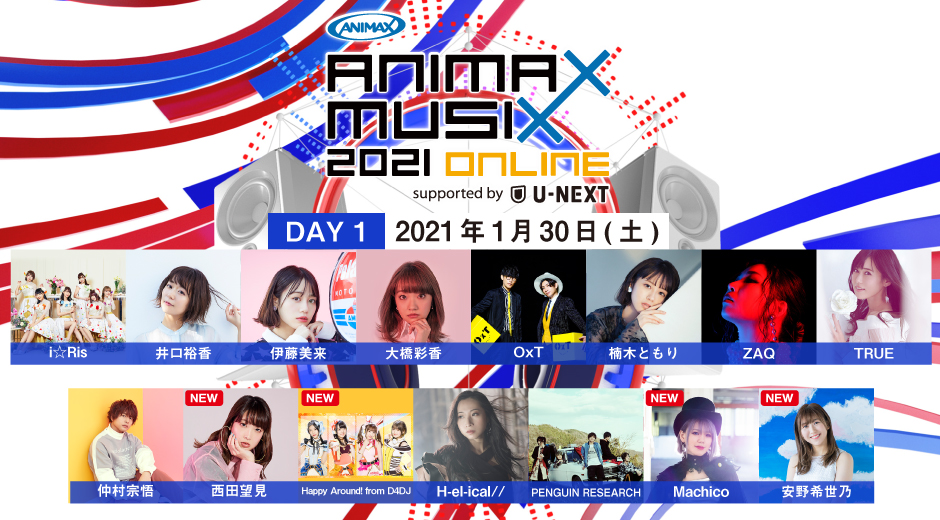 ANIMAX
ANIMAX
MUSIX
2021 ONLINE
supported by U-NEXT
DAY 1 2021年1月30日(土)
i☆Ris 井口裕香 伊藤美来 大橋彩香 OxT 楠木ともり ZAQ TRUE
NEW NEW NEW NEW
仲村宗悟 西田望見 Happy Around! from D4DJ H-el-ical// PENGUIN RESEARCH Machico 安野希世乃
OxT